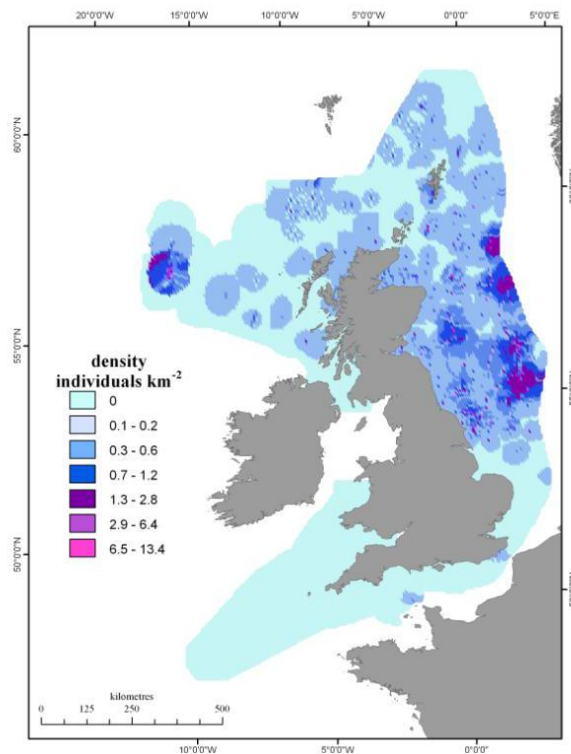 20°0'0"W 15°0'0"W 10°0'0"W 5°0'0"W 0°0'0" 5°0'0"E
60°0'0"N
55°0'0"N
density
individuals km⁻²
0
0.1 - 0.2
0.3 - 0.6
0.7 - 1.2
1.3 - 2.8
2.9 - 6.4
6.5 - 13.4
50°0'0"N
kilometres
0 125 250 500
10°0'0"W 5°0'0"W 0°0'0"